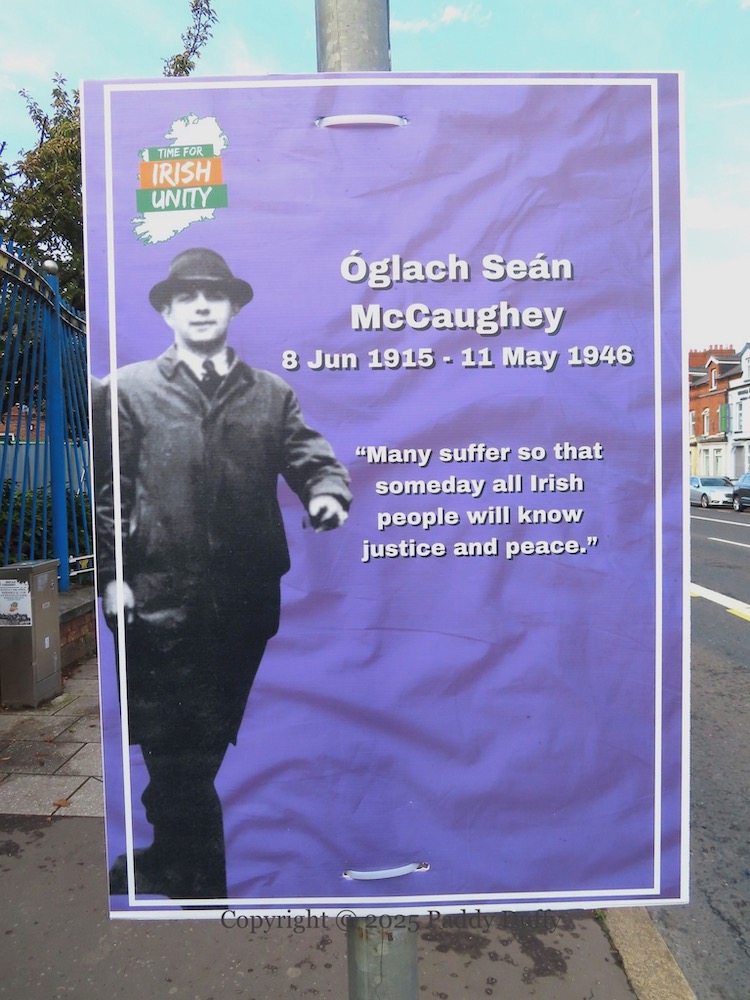 TIME FOR
IRISH
UNITY
Óglach Seán
McCaughey
8 Jun 1915 - 11 May 1946
“Many suffer so that
someday all Irish
people will know
justice and peace.”
Copyright © 2025 Paddy Duffy